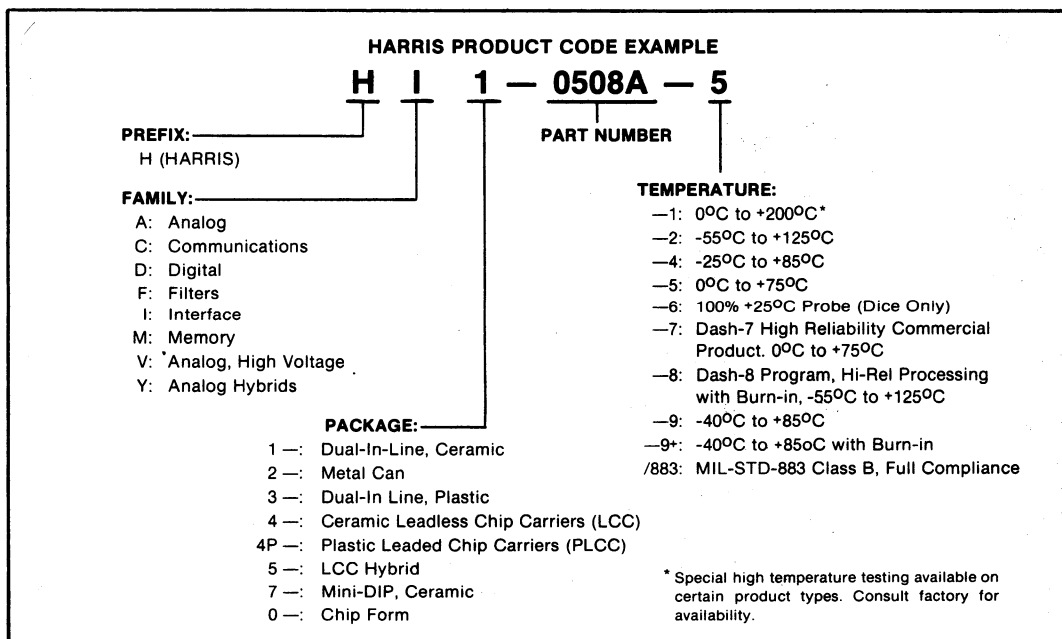 HARRIS PRODUCT CODE EXAMPLE
H I 1 — 0508A — 5
PREFIX:
H (HARRIS)
PART NUMBER
FAMILY:
A: Analog
C: Communications
D: Digital
F: Filters
I: Interface
M: Memory
V: Analog, High Voltage
Y: Analog Hybrids
TEMPERATURE:
—1: 0°C to +200°C*
—2: -55°C to +125°C
—4: -25°C to +85°C
—5: 0°C to +75°C
—6: 100% +25°C Probe (Dice Only)
—7: Dash-7 High Reliability Commercial
Product. 0°C to +75°C
—8: Dash-8 Program, Hi-Rel Processing
with Burn-in, -55°C to +125°C
—9: -40°C to +85°C
—9+: -40°C to +85oC with Burn-in
/883: MIL-STD-883 Class B, Full Compliance
PACKAGE:
1 —: Dual-In-Line, Ceramic
2 —: Metal Can
3 —: Dual-In Line, Plastic
4 —: Ceramic Leadless Chip Carriers (LCC)
4P —: Plastic Leaded Chip Carriers (PLCC)
5 —: LCC Hybrid
7 —: Mini-DIP, Ceramic
0 —: Chip Form
* Special high temperature testing available on
certain product types. Consult factory for
availability.